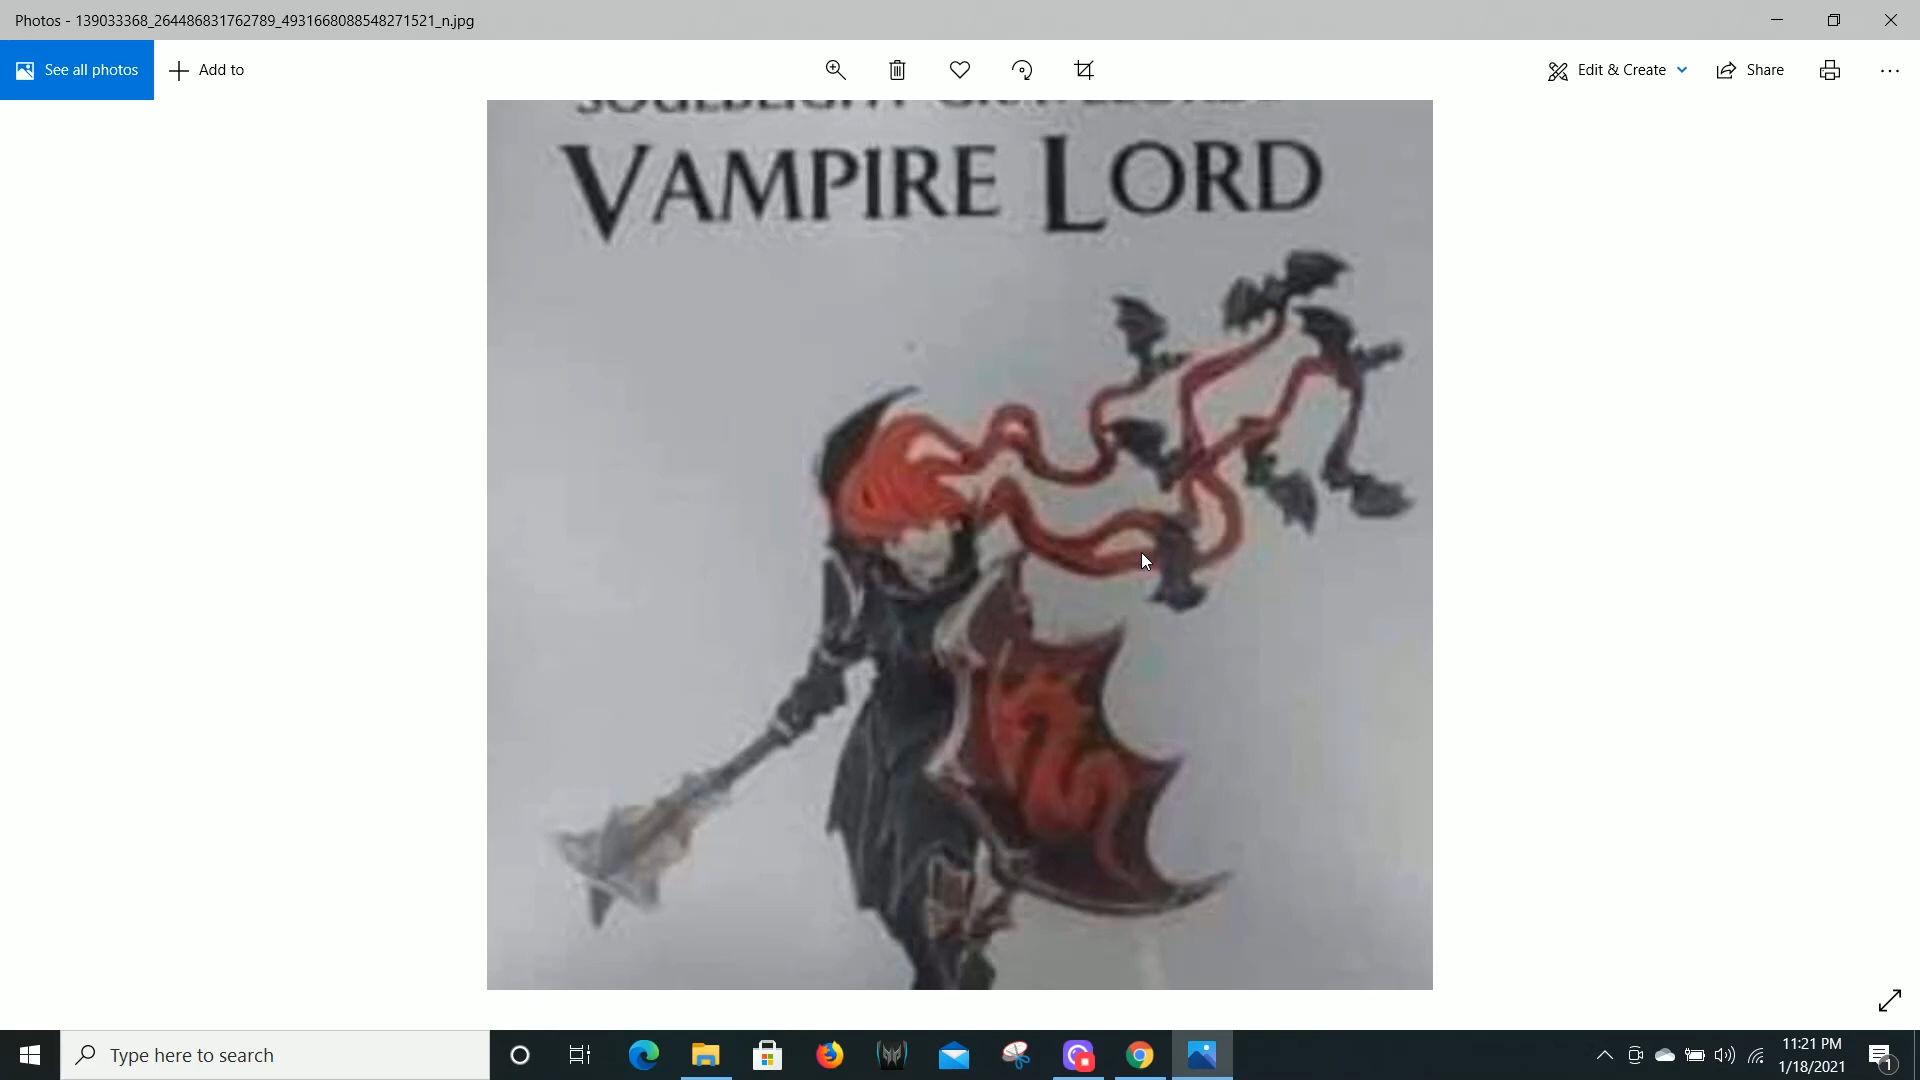 Photos - 139033368_264486831762789_4931668088548271521_n.jpg
See all photos
Add to
Edit & Create
Share
VAMPIRE LORD
Type here to search
11:21 PM
1/18/2021
1